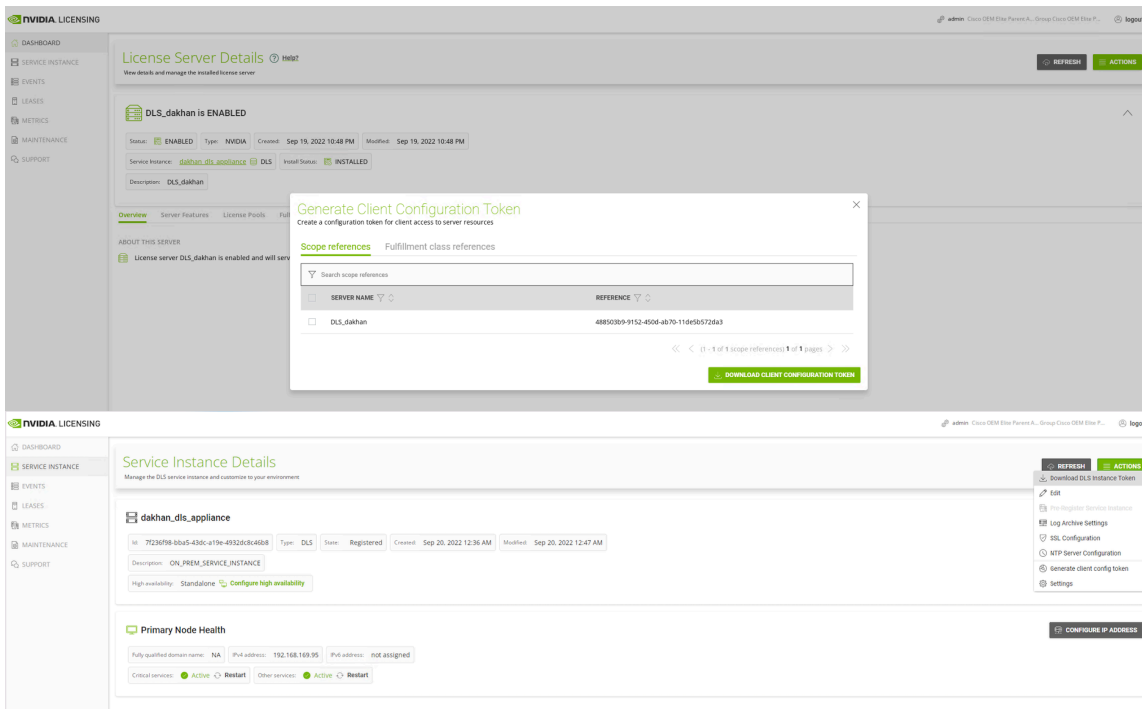 NVIDIA. LICENSING
admin Cisco OEM Elite Parent A... Group Cisco OEM Elite P... logou
DASHBOARD
SERVICE INSTANCE
EVENTS
LEASES
METRICS
MAINTENANCE
SUPPORT
License Server Details Help?
View details and manage the installed license server
REFRESH
ACTIONS
DLS_dakhan is ENABLED
Status: ENABLED Type: NVIDIA Created: Sep 19, 2022 10:48 PM Modified: Sep 19, 2022 10:48 PM
Service Instance: dakhan_dls_appliance DLS Install Status: INSTALLED
Description: DLS_dakhan
Overview Server Features License Pools Full
ABOUT THIS SERVER
License server DLS_dakhan is enabled and will serv
Generate Client Configuration Token
Create a configuration token for client access to server resources
Scope references Fulfillment class references
Search scope references
SERVER NAME REFERENCE
DLS_dakhan 488503b9-9152-450d-ab70-11de5b572da3
(1 - 1 of 1 scope references) 1 of 1 pages
DOWNLOAD CLIENT CONFIGURATION TOKEN
NVIDIA. LICENSING
admin Cisco OEM Elite Parent A... Group Cisco OEM Elite P... logo
DASHBOARD
SERVICE INSTANCE
EVENTS
LEASES
METRICS
MAINTENANCE
SUPPORT
Service Instance Details
Manage the DLS service instance and customize to your environment
REFRESH
ACTIONS
Download DLS Instance Token
Edit
Pre-Register Service Instance
Log Archive Settings
SSL Configuration
NTP Server Configuration
Generate client config token
Settings
dakhan_dls_appliance
Id: 7f236f98-bba5-43dc-a19e-4932dc8c46b8 Type: DLS State: Registered Created: Sep 20, 2022 12:36 AM Modified: Sep 20, 2022 12:47 AM
Description: ON_PREM_SERVICE_INSTANCE
High availability: Standalone Configure high availability
Primary Node Health
CONFIGURE IP ADDRESS
Fully qualified domain name: NA IPv4 address: 192.168.169.95 IPv6 address: not assigned
Critical services: Active Restart Other services: Active Restart